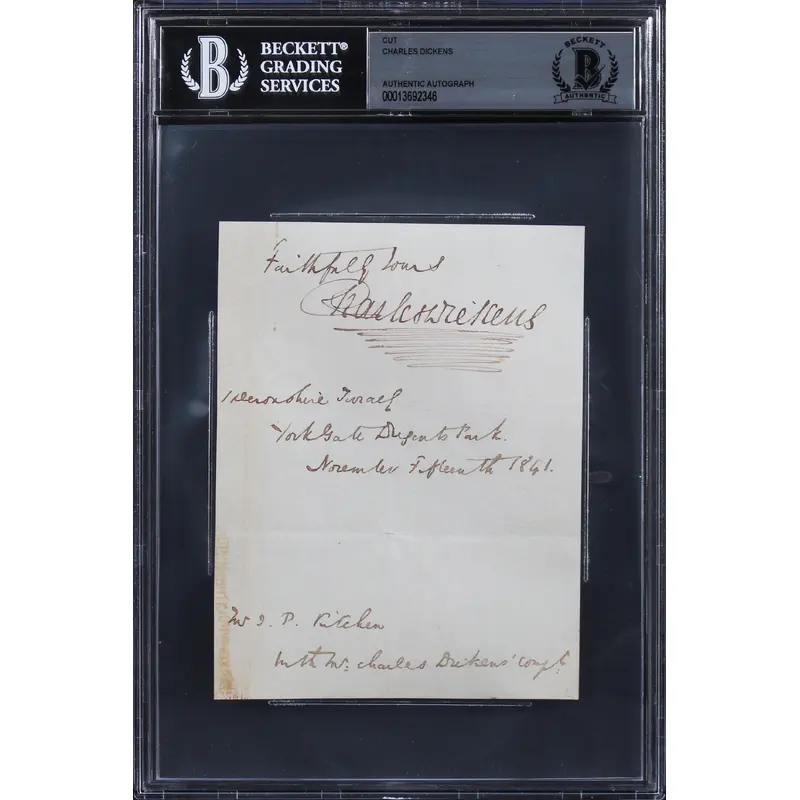 BECKETT®
GRADING
SERVICES
B
CUT
CHARLES DICKENS
AUTHENTIC AUTOGRAPH
00013692346
BECKETT
B
AUTHENTIC
Faithfully Yours
Charles Dickens
Devonshire Terrace
York Gate Regents Park.
November Fifteenth 1841.
Mr P. Kitchen
with Mr: Charles Dickens' compts.